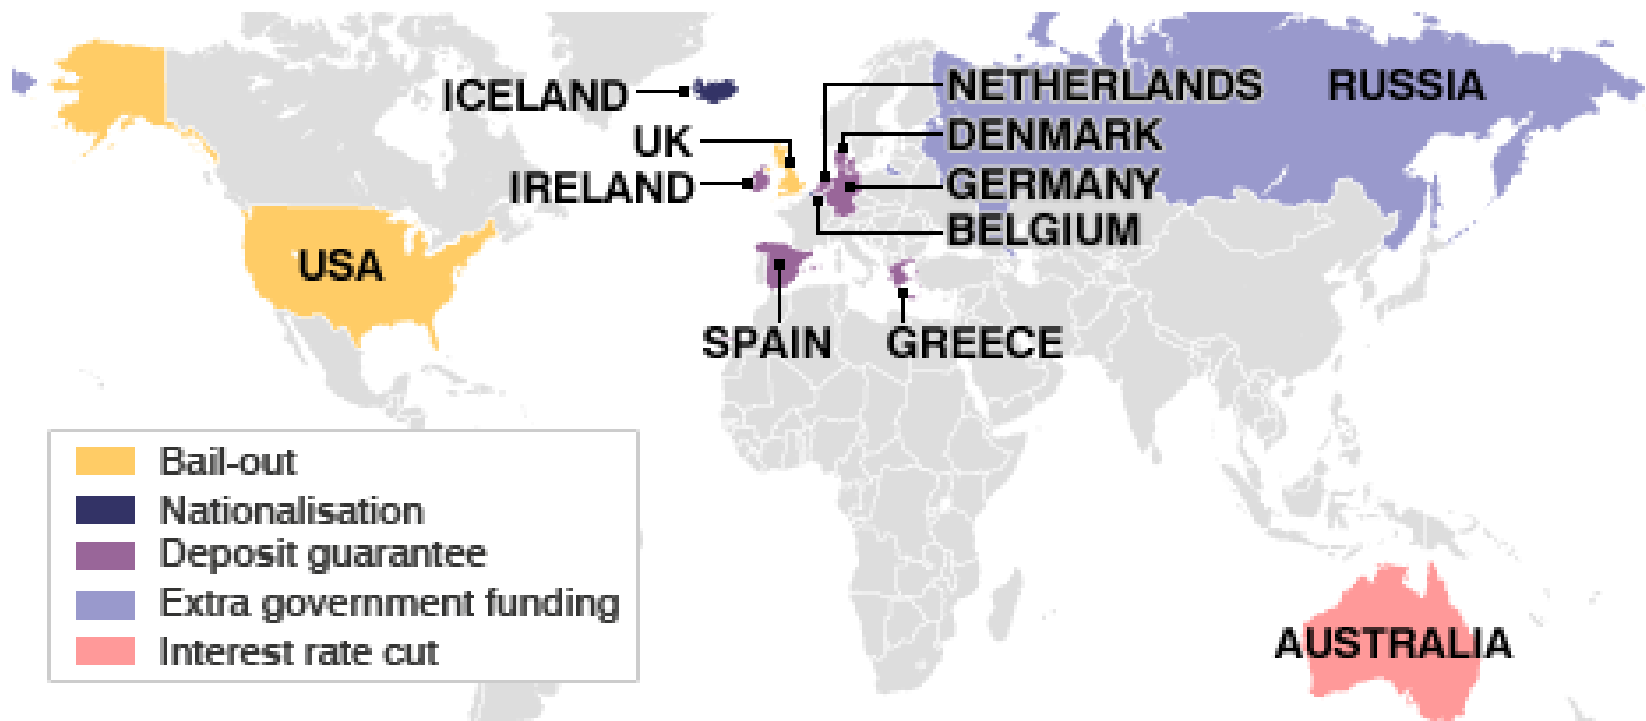 ICELAND
NETHERLANDS
RUSSIA
UK
DENMARK
IRELAND
GERMANY
BELGIUM
USA
SPAIN
GREECE
Bail-out
Nationalisation
Deposit guarantee
Extra government funding
Interest rate cut
AUSTRALIA